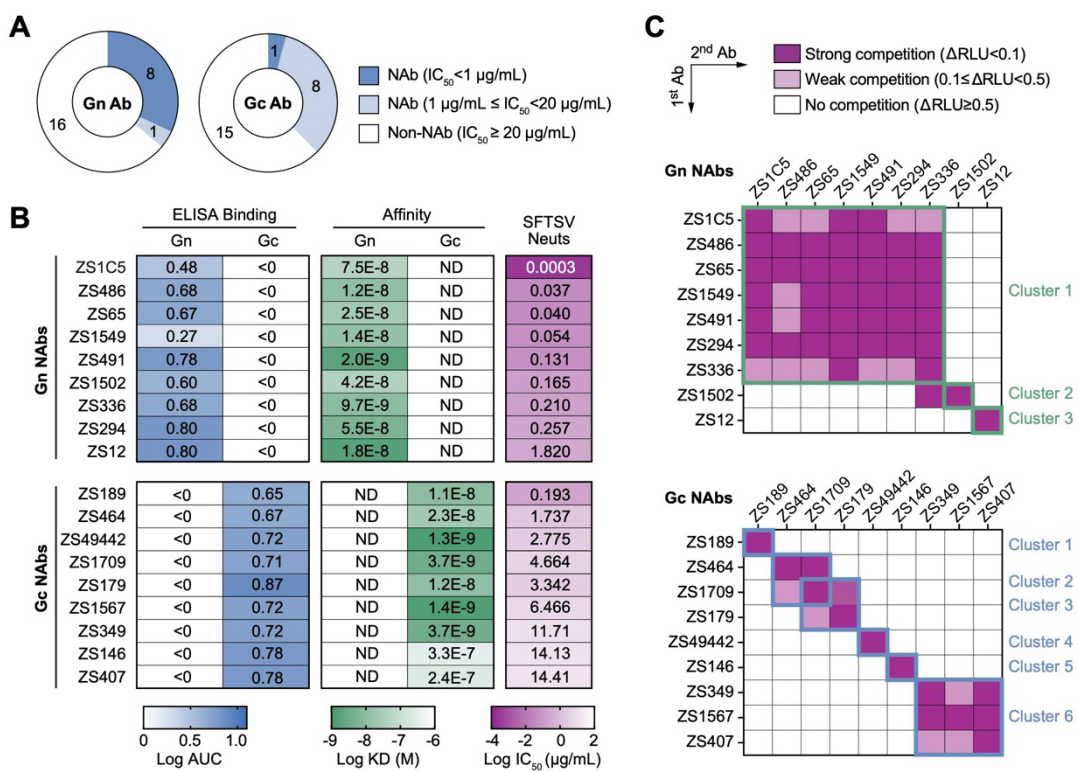 A
Gn Ab
8
1
16
Gc Ab
1
8
15
NAb (IC50<1 µg/mL)
NAb (1 µg/mL ≤ IC50<20 µg/mL)
Non-NAb (IC50 ≥ 20 µg/mL)
B
ELISA Binding Affinity SFTSV Neuts
Gn Gc Gn Gc
Gn NAbs
ZS1C5 0.48 <0 7.5E-8 ND 0.0003
ZS486 0.68 <0 1.2E-8 ND 0.037
ZS65 0.67 <0 2.5E-8 ND 0.040
ZS1549 0.27 <0 1.4E-8 ND 0.054
ZS491 0.78 <0 2.0E-9 ND 0.131
ZS1502 0.60 <0 4.2E-8 ND 0.165
ZS336 0.68 <0 9.7E-9 ND 0.210
ZS294 0.80 <0 5.5E-8 ND 0.257
ZS12 0.80 <0 1.8E-8 ND 1.820
Gc NAbs
ZS189 <0 0.65 ND 1.1E-8 0.193
ZS464 <0 0.67 ND 2.3E-8 1.737
ZS49442 <0 0.72 ND 1.3E-9 2.775
ZS1709 <0 0.71 ND 3.7E-9 4.664
ZS179 <0 0.87 ND 1.2E-8 3.342
ZS1567 <0 0.72 ND 1.4E-9 6.466
ZS349 <0 0.72 ND 3.7E-9 11.71
ZS146 <0 0.78 ND 3.3E-7 14.13
ZS407 <0 0.78 ND 2.4E-7 14.41
0 0.5 1.0
Log AUC
-9 -8 -7 -6
Log KD (M)
-4 -2 0 2
Log IC50 (µg/mL)
C
2nd Ab
1st Ab
Strong competition (ΔRLU<0.1)
Weak competition (0.1≤ΔRLU<0.5)
No competition (ΔRLU≥0.5)
Gn NAbs
ZS1C5 ZS486 ZS65 ZS1549 ZS491 ZS294 ZS336 ZS1502 ZS12
ZS1C5
ZS486
ZS65
ZS1549
Cluster 1
ZS491
ZS294
ZS336
ZS1502 Cluster 2
ZS12 Cluster 3
Gc NAbs
ZS189 ZS464 ZS1709 ZS179 ZS49442 ZS146 ZS349 ZS1567 ZS407
ZS189 Cluster 1
ZS464
Cluster 2
ZS1709
Cluster 3
ZS179
ZS49442 Cluster 4
ZS146 Cluster 5
ZS349
ZS1567 Cluster 6
ZS407